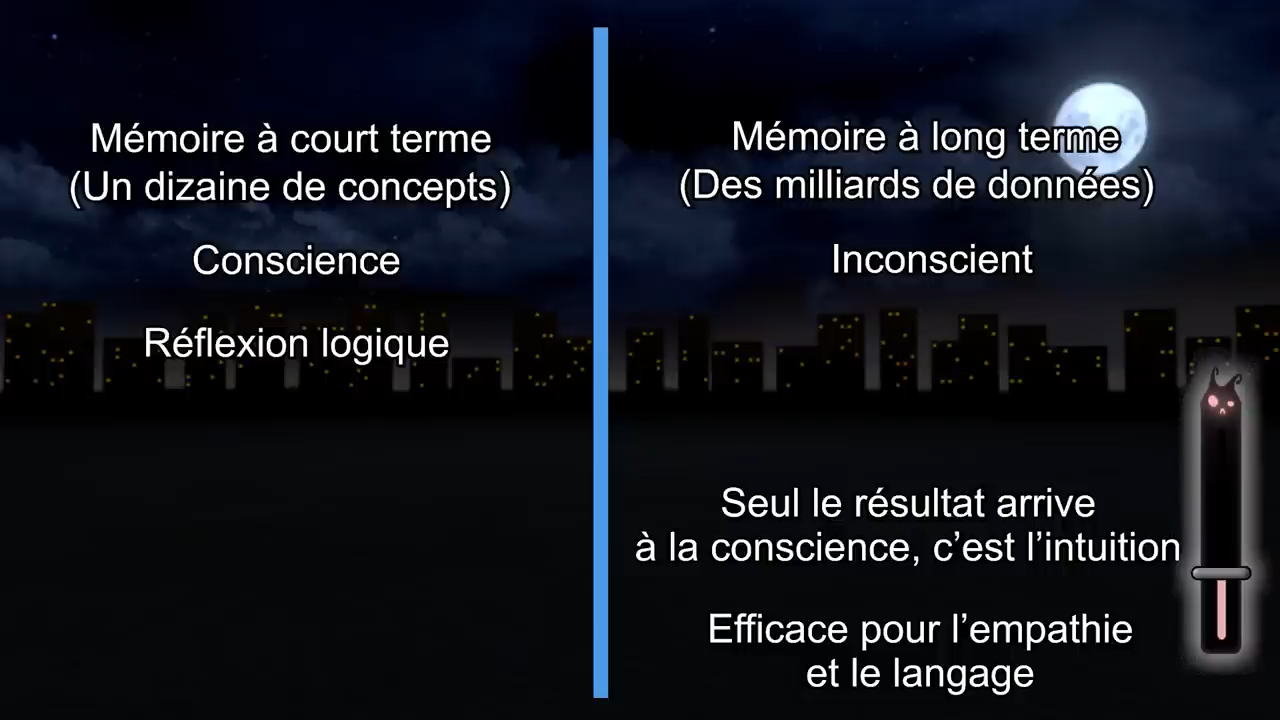 Mémoire à court terme
(Un dizaine de concepts)
Conscience
Réflexion logique
Mémoire à long terme
(Des milliards de données)
Inconscient
Seul le résultat arrive
à la conscience, c’est l’intuition
Efficace pour l’empathie
et le langage